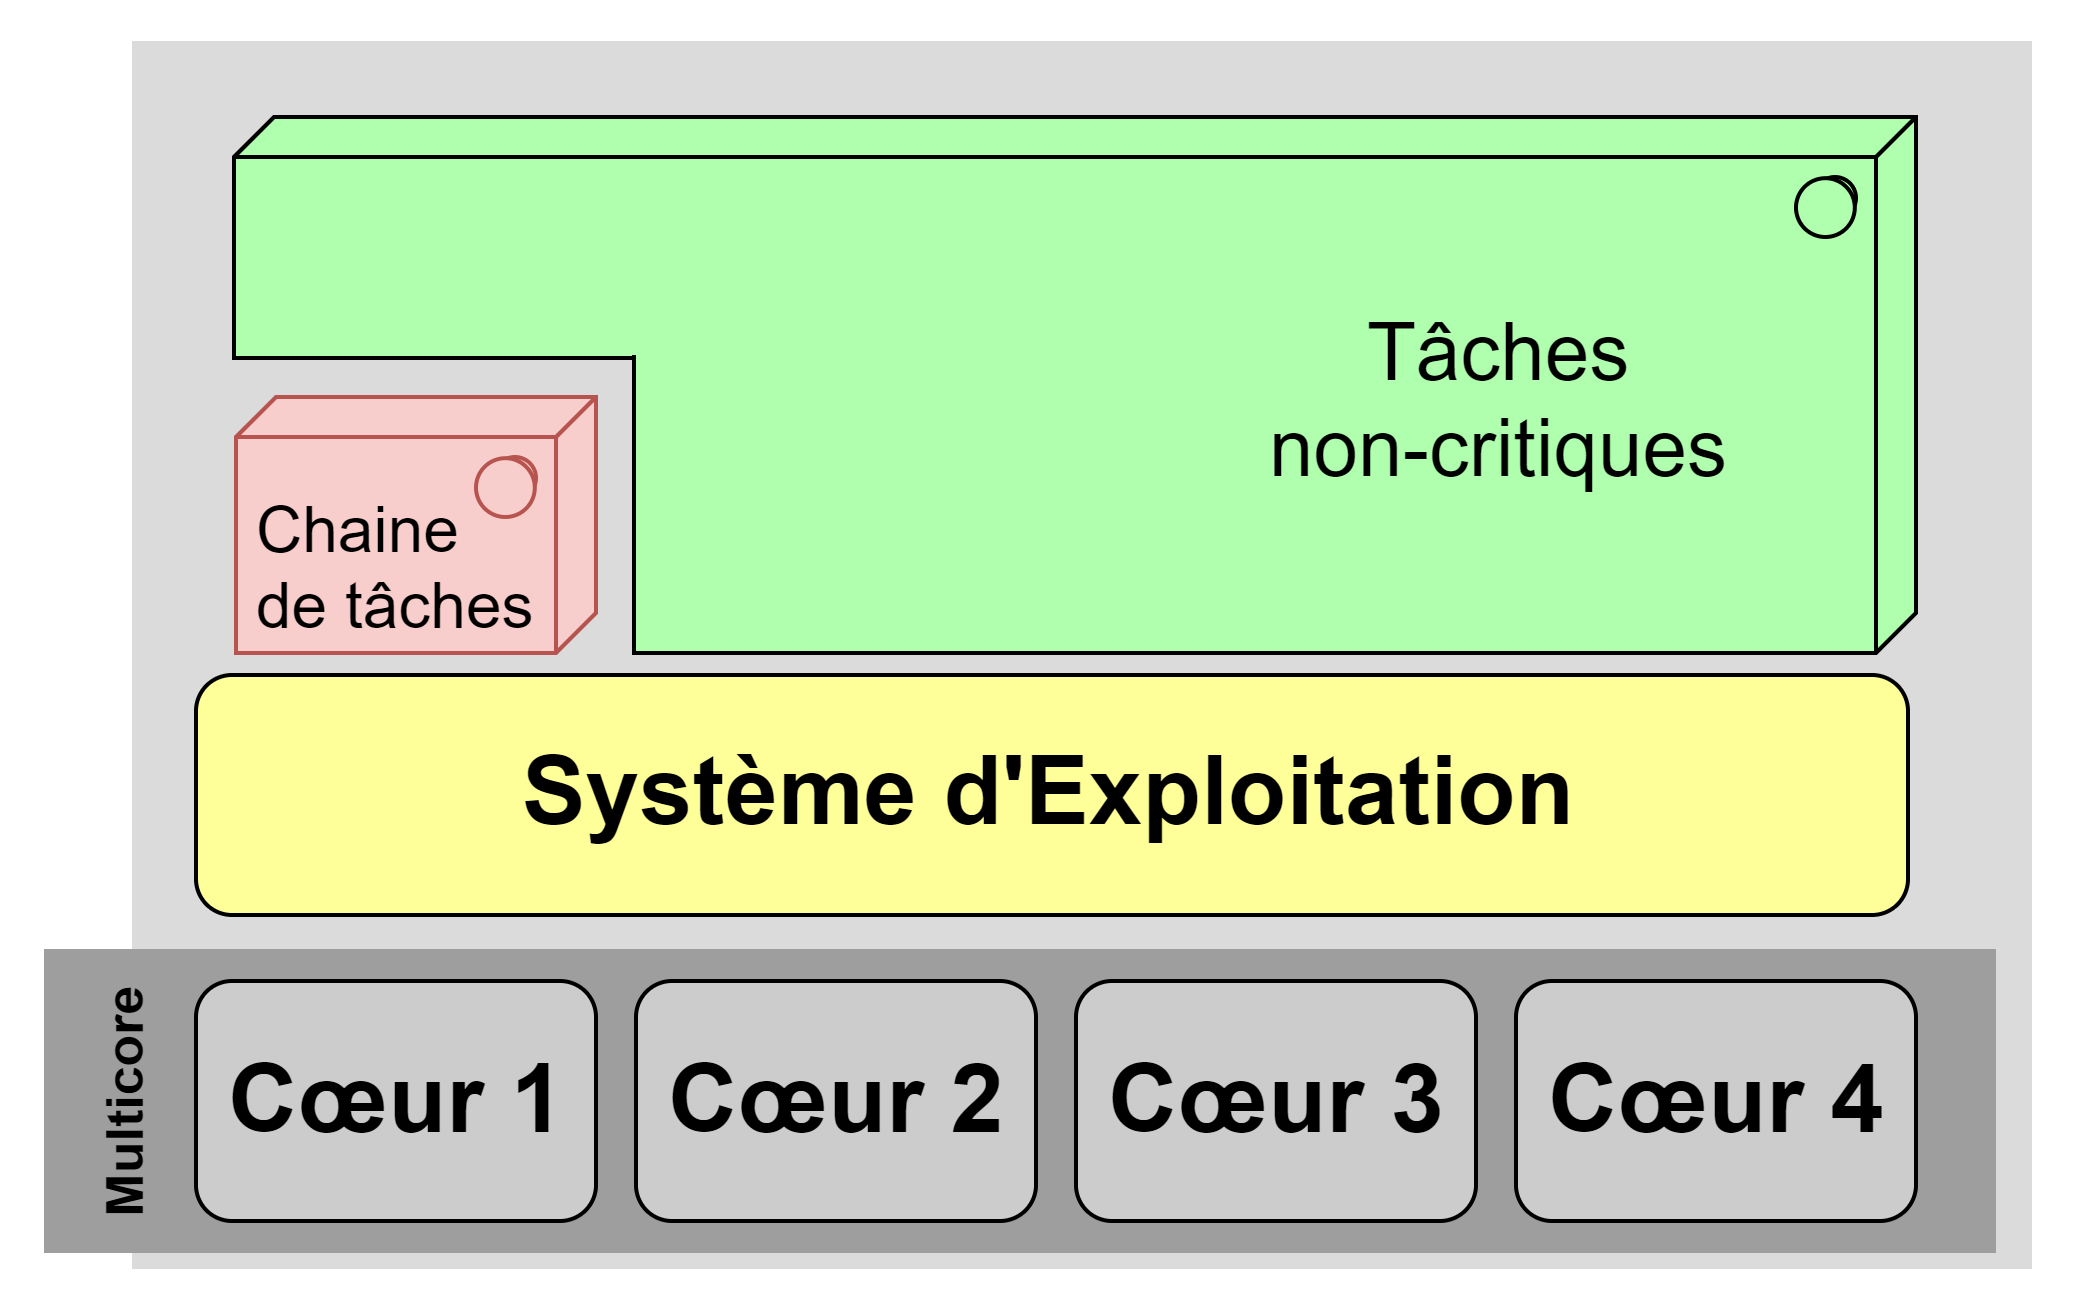 Tâches
non-critiques
Chaine
de tâches
Système d'Exploitation
Multicore
Cœur 1
Cœur 2
Cœur 3
Cœur 4